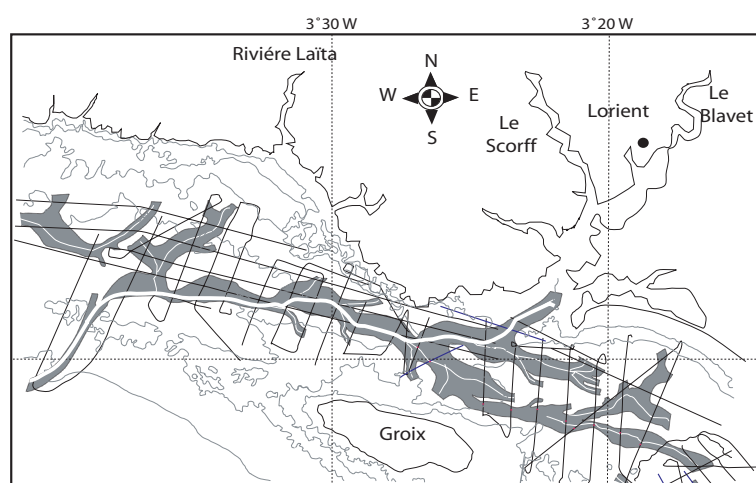 3°30 W
3°20 W
Riviére Laïta
N
W
E
S
Le
Scorff
Lorient
Le
Blavet
Groix